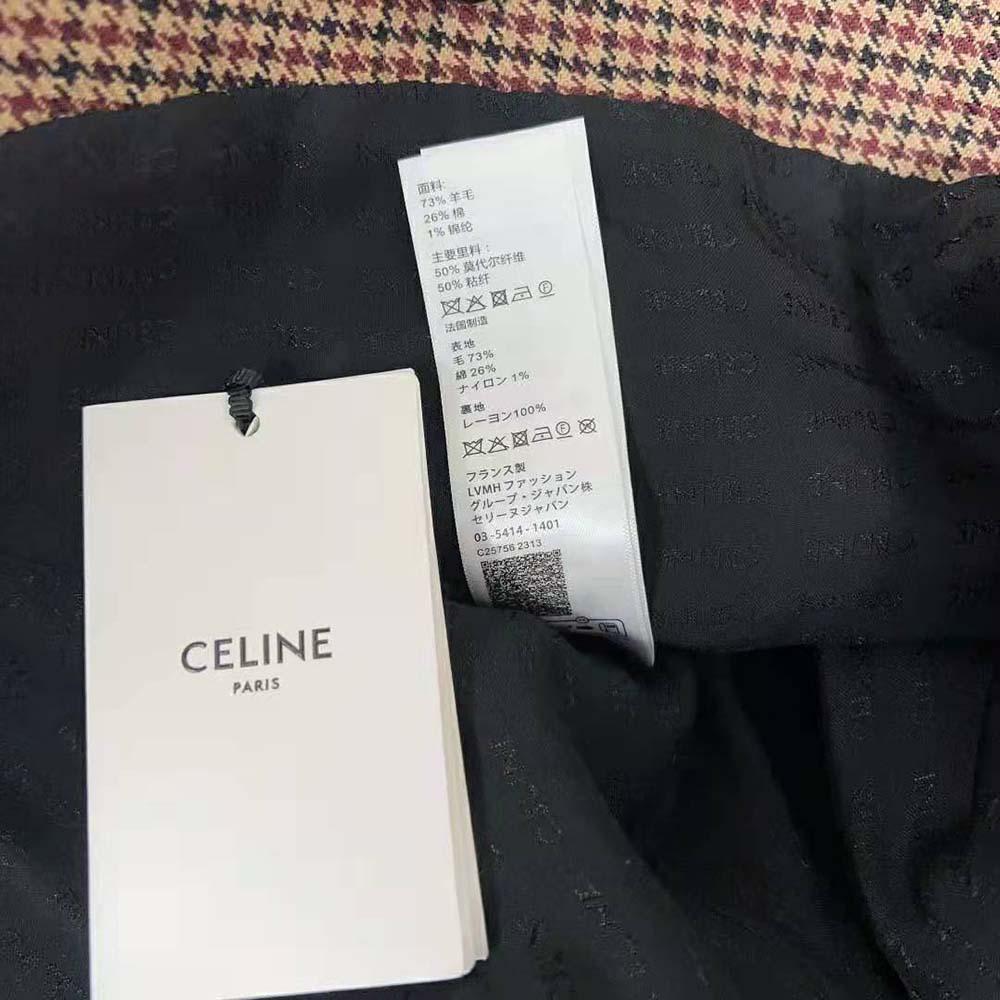 面料:
73% 羊毛
26% 棉
1% 锦纶
主要里料:
50% 莫代尔纤维
50% 粘纤
F
法国制造
表地
毛 73%
綿 26%
ナイロン 1%
裏地
レーヨン100%
F
フランス製
LVMH ファッション
グループ・ジャパン株
セリーヌジャパン
03-5414-1401
C25756 2313
CELINE
PARIS